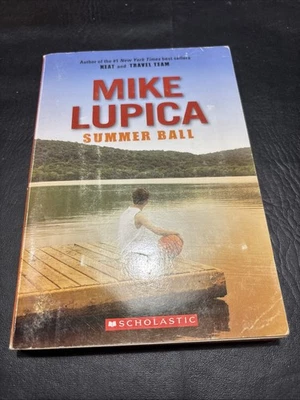 Author of the #1 New York Times best sellers
HEAT and TRAVEL TEAM
MIKE
LUPICA
SUMMER BALL
SCHOLASTIC